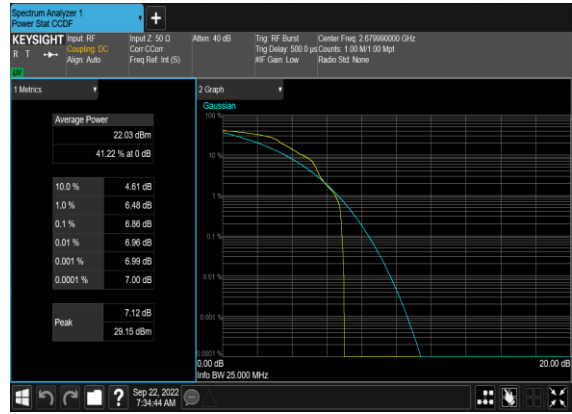 Spectrum Analyzer 1
Power Stat CCDF
KEYSIGHT
R T
Input: RF
Coupling: DC
Align: Auto
Input Z: 50 Ω
Corr CCorr
Freq Ref: Int (S)
Atten: 40 dB
Trig: RF Burst
Trig Delay: 500.0 µs
#IF Gain: Low
Center Freq: 2.679990000 GHz
Counts: 1.00 M/1.00 Mpt
Radio Std: None
1 Metrics
Average Power
22.03 dBm
41.22 % at 0 dB
10.0 % 4.61 dB
1.0 % 6.48 dB
0.1 % 6.86 dB
0.01 % 6.96 dB
0.001 % 6.99 dB
0.0001 % 7.00 dB
Peak
7.12 dB
29.15 dBm
2 Graph
Gaussian
100 %
10 %
1 %
0.1 %
0.01 %
0.001 %
0.0001 %
0.00 dB
20.00 dB
Info BW 25.000 MHz
Sep 22, 2022
7:34:44 AM